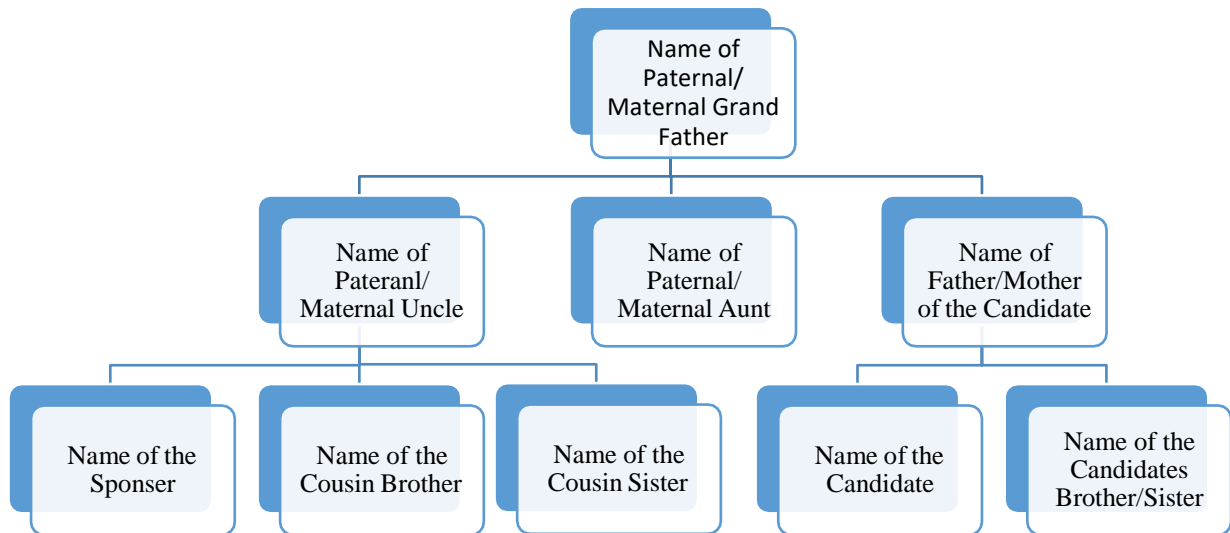 Name of
Paternal/
Maternal Grand
Father
Name of
Pateranl/
Maternal Uncle
Name of
Paternal/
Maternal Aunt
Name of
Father/Mother
of the Candidate
Name of the
Sponser
Name of the
Cousin Brother
Name of the
Cousin Sister
Name of the
Candidate
Name of the
Candidates
Brother/Sister